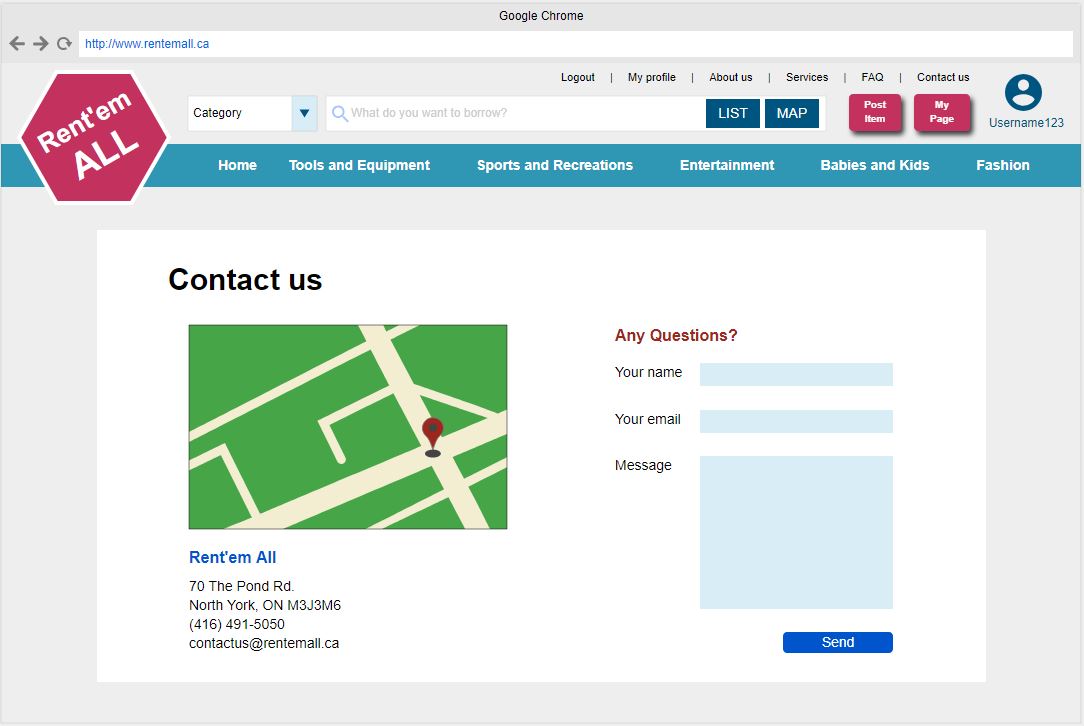 Google Chrome
http://www.rentemall.ca
Logout | My profile | About us | Services | FAQ | Contact us
Rent'em
ALL
Category
What do you want to borrow?
LIST
MAP
Post
Item
My
Page
Username123
Home Tools and Equipment Sports and Recreations Entertainment Babies and Kids Fashion
Contact us
Any Questions?
Your name
Your email
Message
Send
Rent'em All
70 The Pond Rd.
North York, ON M3J3M6
(416) 491-5050
contactus@rentemall.ca